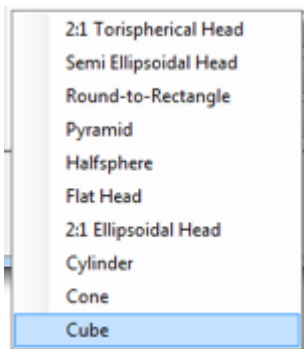 2:1 Torispherical Head
Semi Ellipsoidal Head
Round-to-Rectangle
Pyramid
Halfsphere
Flat Head
2:1 Ellipsoidal Head
Cylinder
Cone
Cube